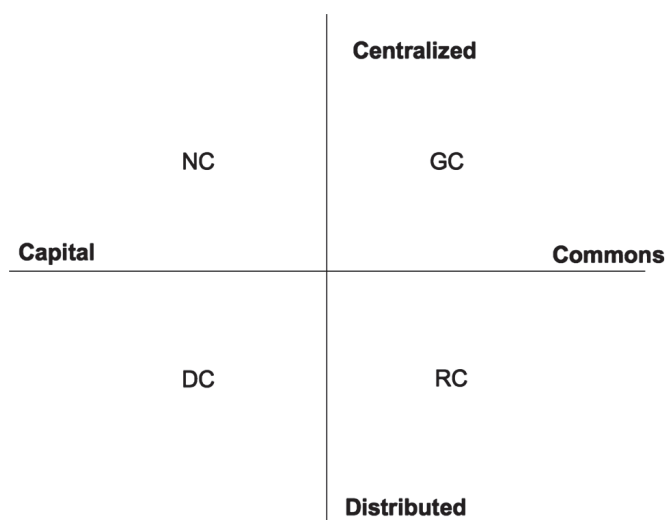 Centralized
NC
GC
Capital
Commons
DC
RC
Distributed